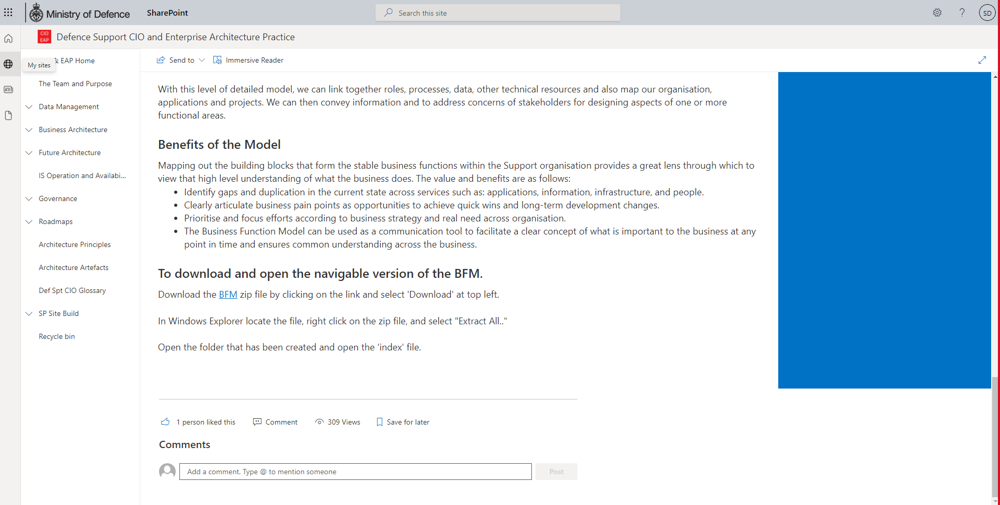 Ministry of Defence
SharePoint
Search this site
SD
CIO
EAP
Defence Support CIO and Enterprise Architecture Practice
& EAP Home
My sites
The Team and Purpose
Data Management
Business Architecture
Future Architecture
IS Operation and Availabi...
Governance
Roadmaps
Architecture Principles
Architecture Artefacts
Def Spt CIO Glossary
SP Site Build
Recycle bin
Send to
Immersive Reader
With this level of detailed model, we can link together roles, processes, data, other technical resources and also map our organisation,
applications and projects. We can then convey information and to address concerns of stakeholders for designing aspects of one or more
functional areas.
Benefits of the Model
Mapping out the building blocks that form the stable business functions within the Support organisation provides a great lens through which to
view that high level understanding of what the business does. The value and benefits are as follows:
• Identify gaps and duplication in the current state across services such as: applications, information, infrastructure, and people.
• Clearly articulate business pain points as opportunities to achieve quick wins and long-term development changes.
• Prioritise and focus efforts according to business strategy and real need across organisation.
• The Business Function Model can be used as a communication tool to facilitate a clear concept of what is important to the business at any
point in time and ensures common understanding across the business.
To download and open the navigable version of the BFM.
Download the BFM zip file by clicking on the link and select 'Download' at top left.
In Windows Explorer locate the file, right click on the zip file, and select "Extract All.."
Open the folder that has been created and open the 'index' file.
1 person liked this
Comment
309 Views
Save for later
Comments
Add a comment. Type @ to mention someone
Post